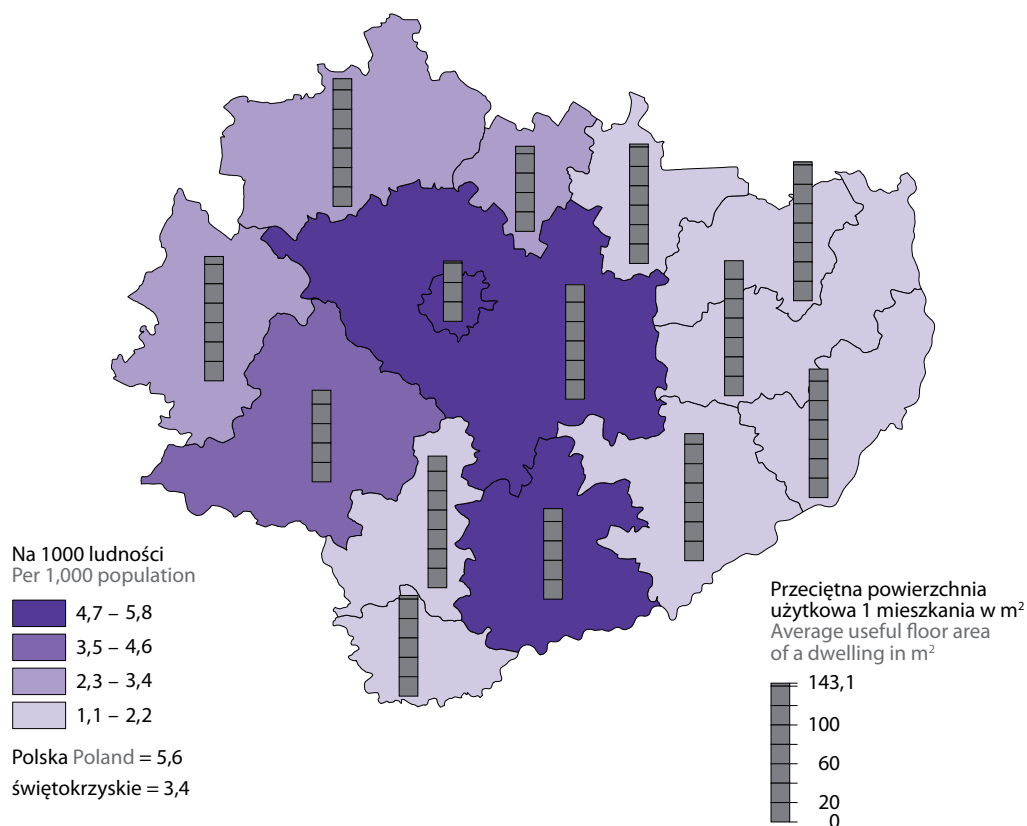 Na 1000 ludności
Per 1,000 population
4,7 – 5,8
3,5 – 4,6
2,3 – 3,4
1,1 – 2,2
Polska Poland = 5,6
świętokrzyskie = 3,4
Przeciętna powierzchnia
użytkowa 1 mieszkania w m²
Average useful floor area
of a dwelling in m²
143,1
100
60
20
0